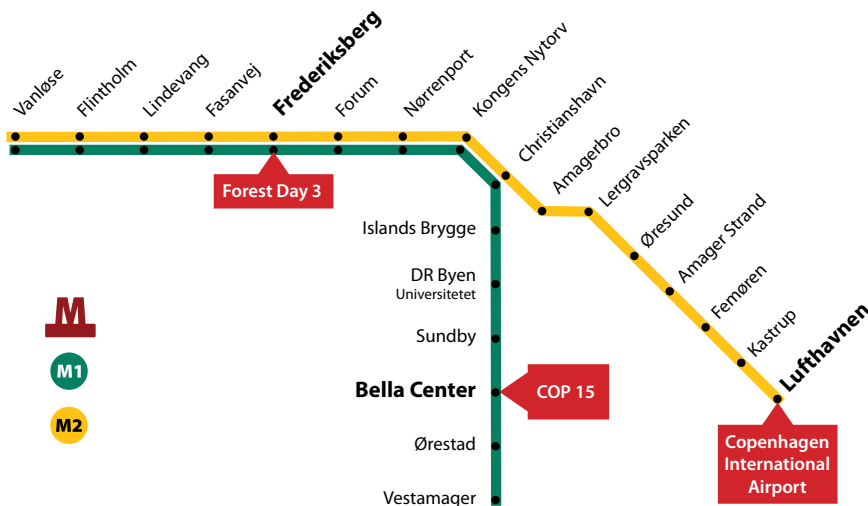 Vanløse
Flintholm
Lindevang
Fasanvej
Frederiksberg
Forum
Nørrenport
Kongens Nytorv
Christianshavn
Amagerbro
Lergravsparken
Øresund
Amager Strand
Femøren
Kastrup
Lufthavnen
Forest Day 3
Islands Brygge
DR Byen
Universitetet
Sundby
Bella Center
COP 15
Ørestad
Vestamager
Copenhagen
International
Airport
M
M1
M2